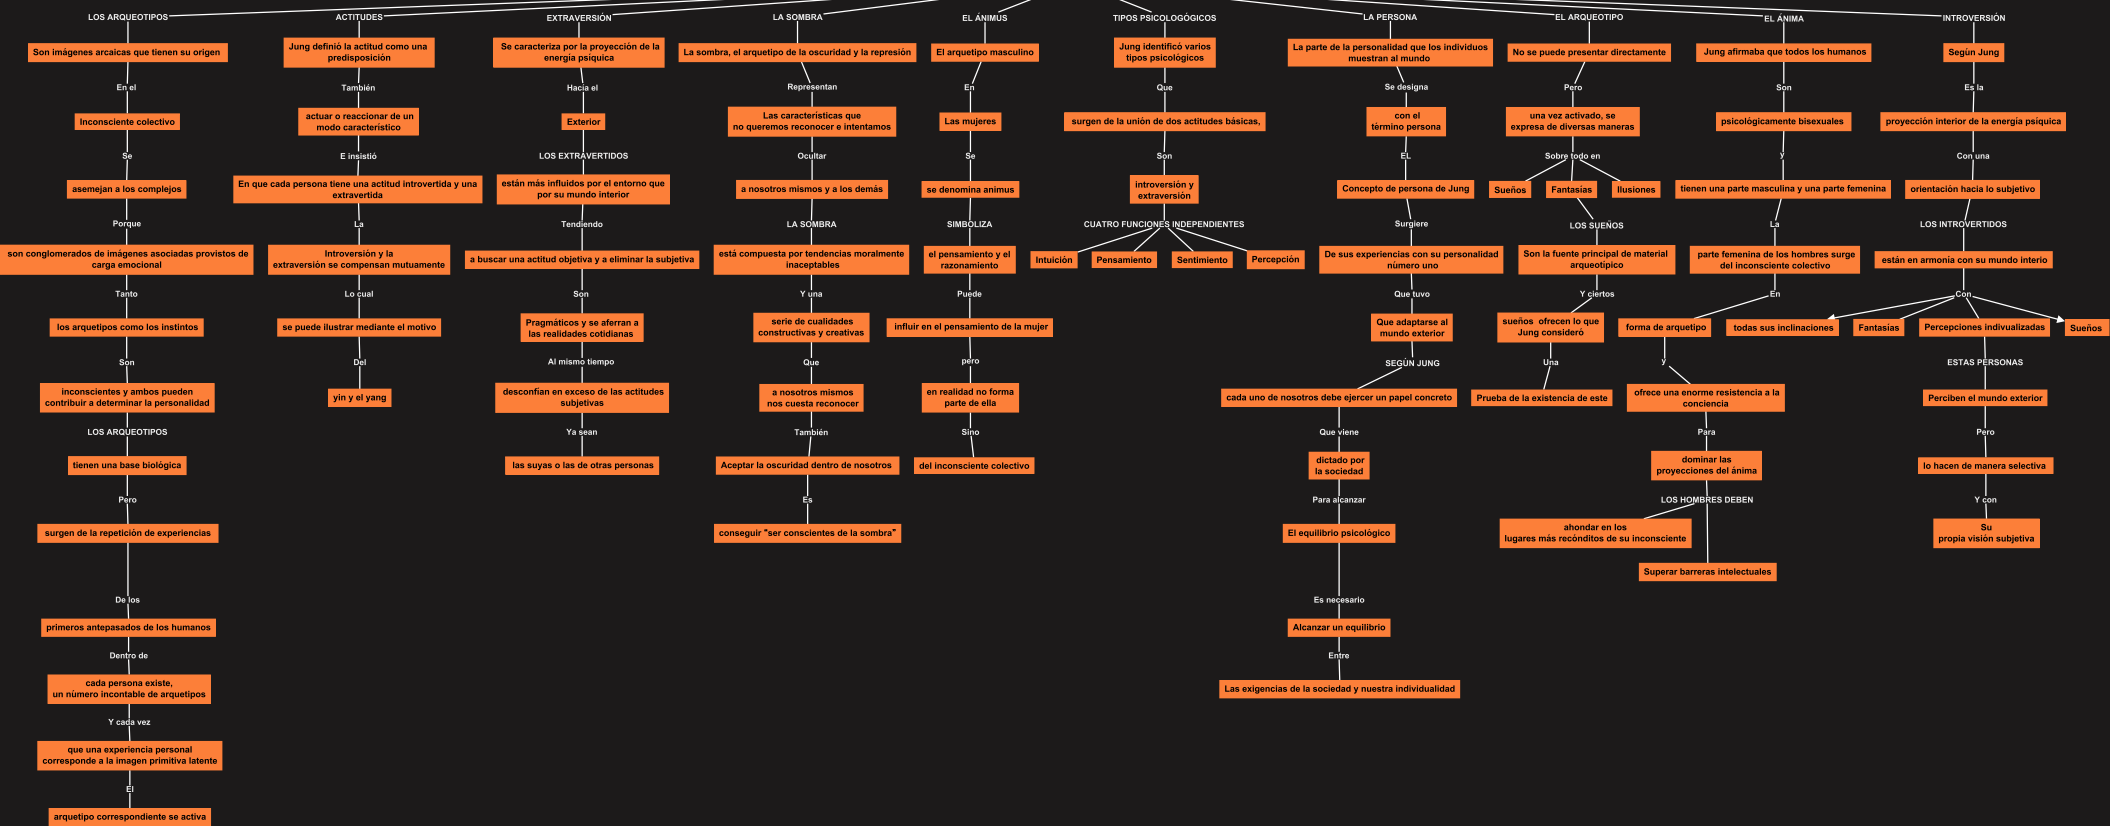 LOS ARQUEOTIPOS
Son imágenes arcaicas que tienen su origen
En el
Inconsciente colectivo
Se
asemejan a los complejos
Porque
son conglomerados de imágenes asociadas provistos de
carga emocional
Tanto
los arquetipos como los instintos
Son
inconscientes y ambos pueden
contribuir a determinar la personalidad
LOS ARQUEOTIPOS
tienen una base biológica
Pero
surgen de la repetición de experiencias
De los
primeros antepasados de los humanos
Dentro de
cada persona existe,
un número incontable de arquetipos
Y cada vez
que una experiencia personal
corresponde a la imagen primitiva latente
El
arquetipo correspondiente se activa
ACTITUDES
Jung definió la actitud como una
predisposición
También
actuar o reaccionar de un
modo característico
E insistió
En que cada persona tiene una actitud introvertida y una
extravertida
La
Introversión y la
extraversión se compensan mutuamente
Lo cual
se puede ilustrar mediante el motivo
Del
yin y el yang
EXTRAVERSIÓN
Se caracteriza por la proyección de la
energía psíquica
Hacia el
Exterior
LOS EXTRAVERTIDOS
están más influidos por el entorno que
por su mundo interior
Tendiendo
a buscar una actitud objetiva y a eliminar la subjetiva
Son
Pragmáticos y se aferran a
las realidades cotidianas
Al mismo tiempo
desconfían en exceso de las actitudes
subjetivas
Ya sean
las suyas o las de otras personas
LA SOMBRA
La sombra, el arquetipo de la oscuridad y la represión
Representan
Las características que
no queremos reconocer e intentamos
Ocultar
a nosotros mismos y a los demás
LA SOMBRA
está compuesta por tendencias moralmente
inaceptables
Y una
serie de cualidades
constructivas y creativas
Que
a nosotros mismos
nos cuesta reconocer
También
Aceptar la oscuridad dentro de nosotros
Es
conseguir “ser conscientes de la sombra”
EL ÁNIMUS
El arquetipo masculino
En
Las mujeres
Se
se denomina animus
SIMBOLIZA
el pensamiento y el
razonamiento
Puede
influir en el pensamiento de la mujer
pero
en realidad no forma
parte de ella
Sino
del inconsciente colectivo
TIPOS PSICOLOGÓGICOS
Jung identificó varios
tipos psicológicos
Que
surgen de la unión de dos actitudes básicas,
Son
introversión y
extraversión
CUATRO FUNCIONES INDEPENDIENTES
Intuición
Pensamiento
Sentimiento
Percepción
LA PERSONA
La parte de la personalidad que los individuos
muestran al mundo
Se designa
con el
término persona
EL
Concepto de persona de Jung
Surgiere
De sus experiencias con su personalidad
número uno
Que tuvo
Que adaptarse al
mundo exterior
SEGÚN JUNG
cada uno de nosotros debe ejercer un papel concreto
Que viene
dictado por
la sociedad
Para alcanzar
El equilibrio psicológico
Es necesario
Alcanzar un equilibrio
Entre
Las exigencias de la sociedad y nuestra individualidad
EL ARQUEOTIPO
No se puede presentar directamente
Pero
una vez activado, se
expresa de diversas maneras
Sobre todo en
Sueños
Fantasías
Ilusiones
LOS SUEÑOS
Son la fuente principal de material
arqueotípico
Y ciertos
sueños ofrecen lo que
Jung consideró
Una
Prueba de la existencia de este
EL ÁNIMA
Jung afirmaba que todos los humanos
Son
psicológicamente bisexuales
y
tienen una parte masculina y una parte femenina
La
parte femenina de los hombres surge
del inconsciente colectivo
En
forma de arquetipo
y
ofrece una enorme resistencia a la
conciencia
Para
dominar las
proyecciones del ánima
LOS HOMBRES DEBEN
ahondar en los
lugares más recónditos de su inconsciente
Superar barreras intelectuales
INTROVERSIÓN
Según Jung
Es la
proyección interior de la energía psíquica
Con una
orientación hacia lo subjetivo
LOS INTROVERTIDOS
están en armonía con su mundo interio
Con
todas sus inclinaciones
Fantasías
Percepciones indivualizadas
Sueños
ESTAS PERSONAS
Perciben el mundo exterior
Pero
lo hacen de manera selectiva
Y con
Su
propia visión subjetiva